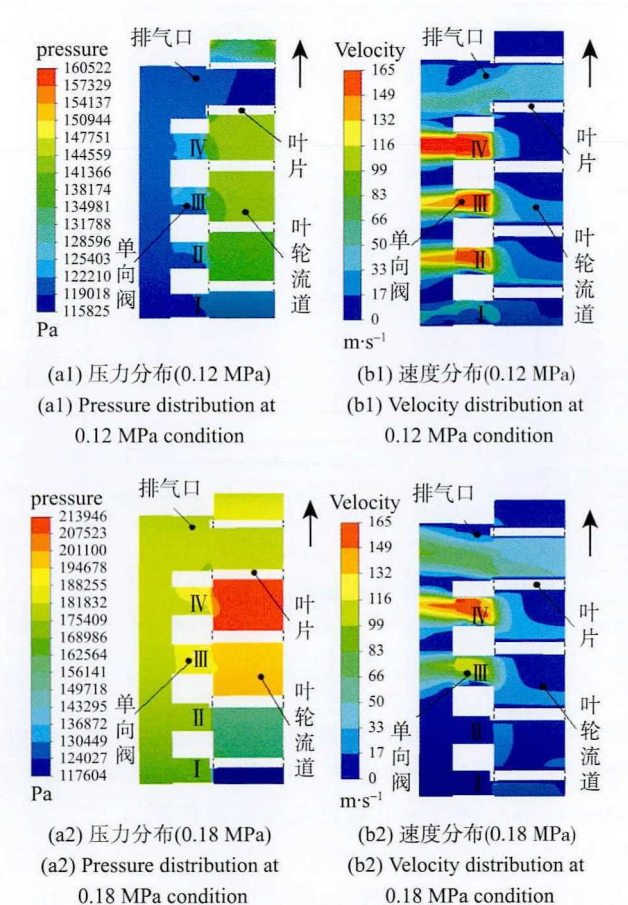 pressure
排气口
160522
157329
154137
150944
147751
144559
141366
138174
134981
131788
128596
125403
122210
119018
115825
Pa
单向阀
Ⅳ
Ⅲ
Ⅱ
Ⅰ
叶片
叶轮流道
(a1) 压力分布(0.12 MPa)
(a1) Pressure distribution at
0.12 MPa condition
Velocity
排气口
165
149
132
116
99
83
66
50
33
17
0
m·s⁻¹
单向阀
Ⅳ
Ⅲ
Ⅱ
Ⅰ
叶片
叶轮流道
(b1) 速度分布(0.12 MPa)
(b1) Velocity distribution at
0.12 MPa condition
pressure
排气口
213946
207523
201100
194678
188255
181832
175409
168986
162564
156141
149718
143295
136872
130449
124027
117604
Pa
单向阀
Ⅳ
Ⅲ
Ⅱ
Ⅰ
叶片
叶轮流道
(a2) 压力分布(0.18 MPa)
(a2) Pressure distribution at
0.18 MPa condition
Velocity
排气口
165
149
132
116
99
83
66
50
33
17
0
m·s⁻¹
单向阀
Ⅳ
Ⅲ
Ⅱ
Ⅰ
叶片
叶轮流道
(b2) 速度分布(0.18 MPa)
(b2) Velocity distribution at
0.18 MPa condition